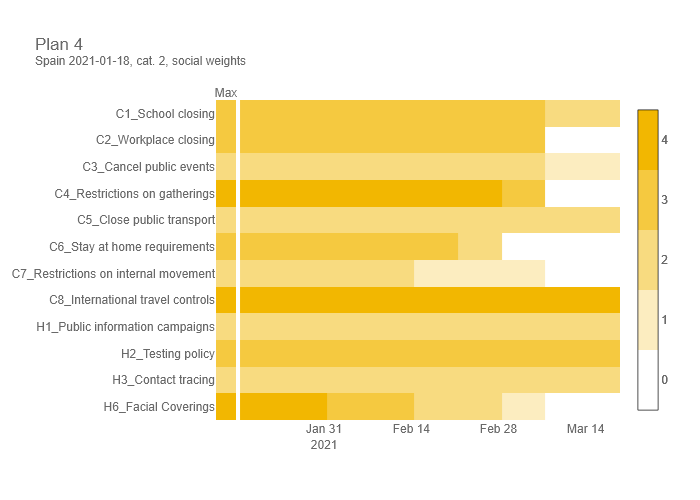 Plan 4
Spain 2021-01-18, cat. 2, social weights
Max
C1_School closing
C2_Workplace closing
C3_Cancel public events
C4_Restrictions on gatherings
C5_Close public transport
C6_Stay at home requirements
C7_Restrictions on internal movement
C8_International travel controls
H1_Public information campaigns
H2_Testing policy
H3_Contact tracing
H6_Facial Coverings
Jan 31 Feb 14 Feb 28 Mar 14
2021
4
3
2
1
0